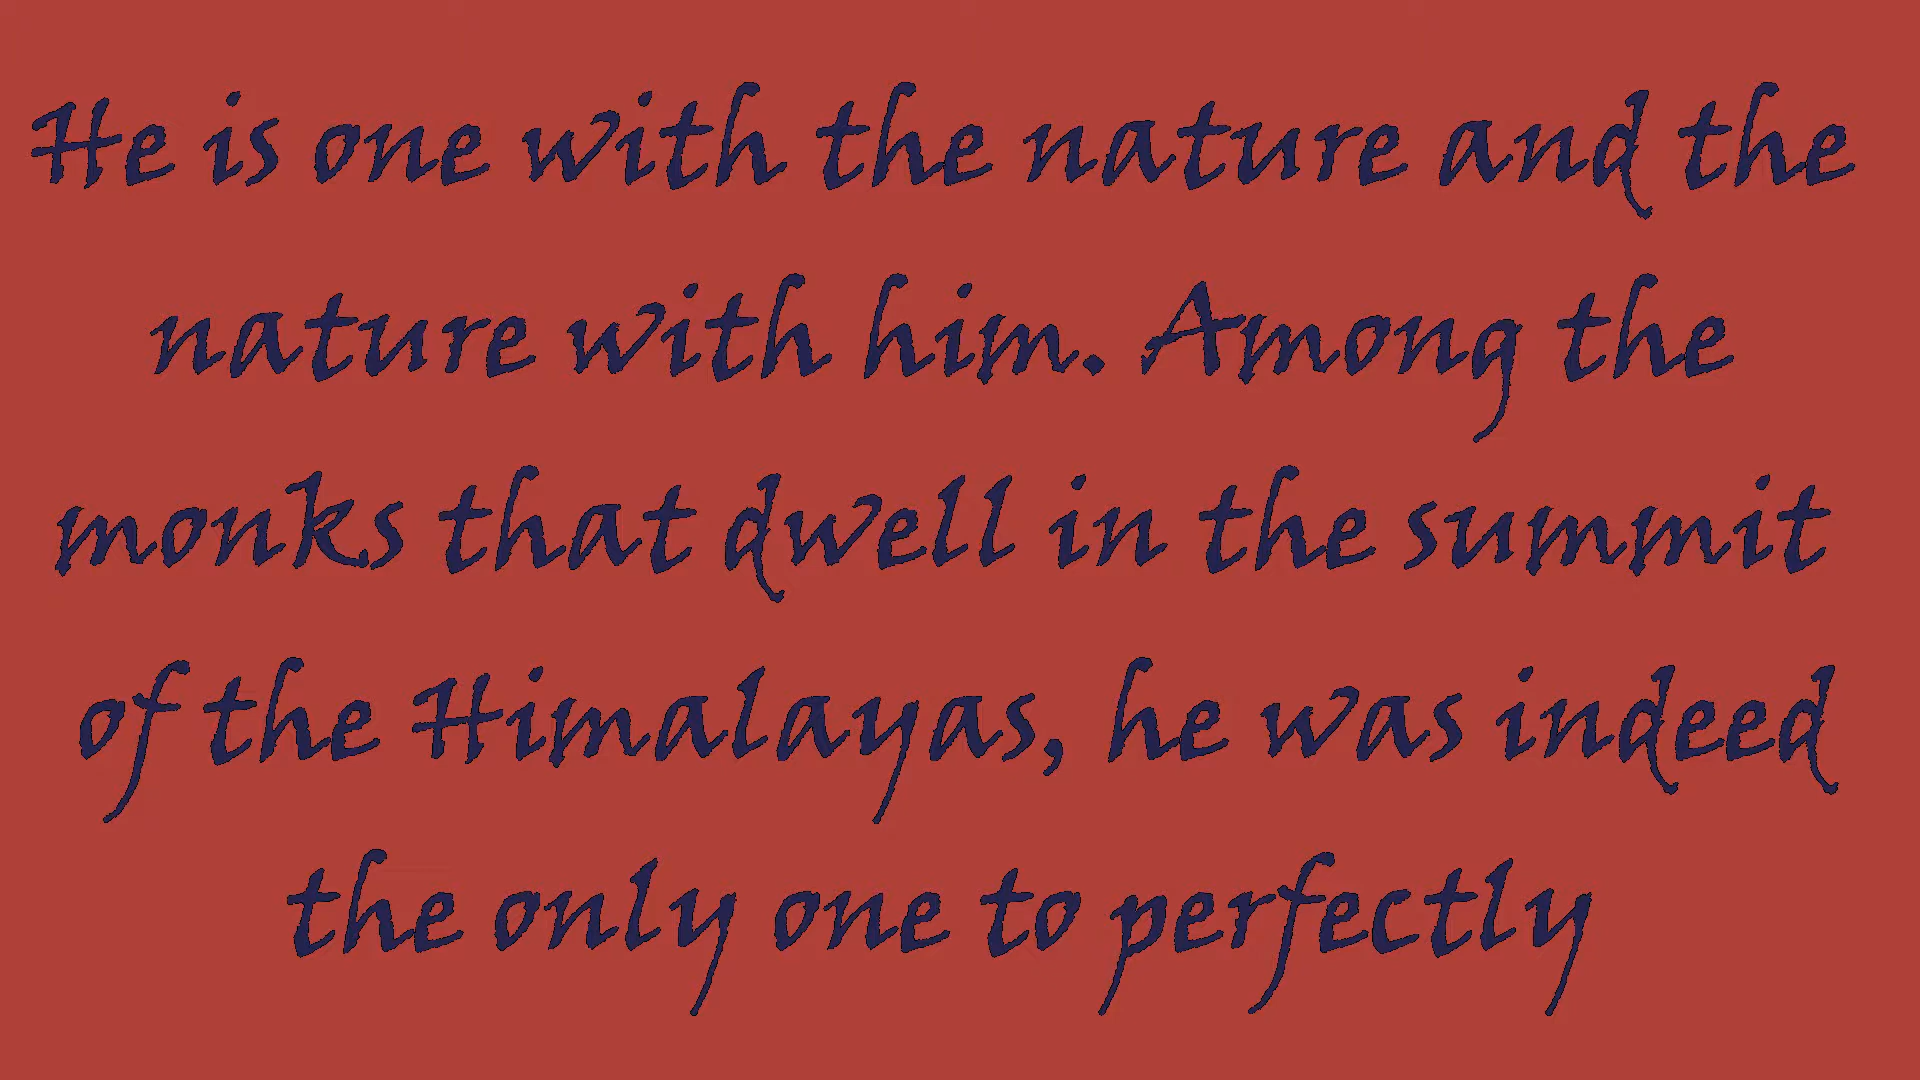 He is one with the nature and the
nature with him. Among the
monks that dwell in the summit
of the Himalayas, he was indeed
the only one to perfectly